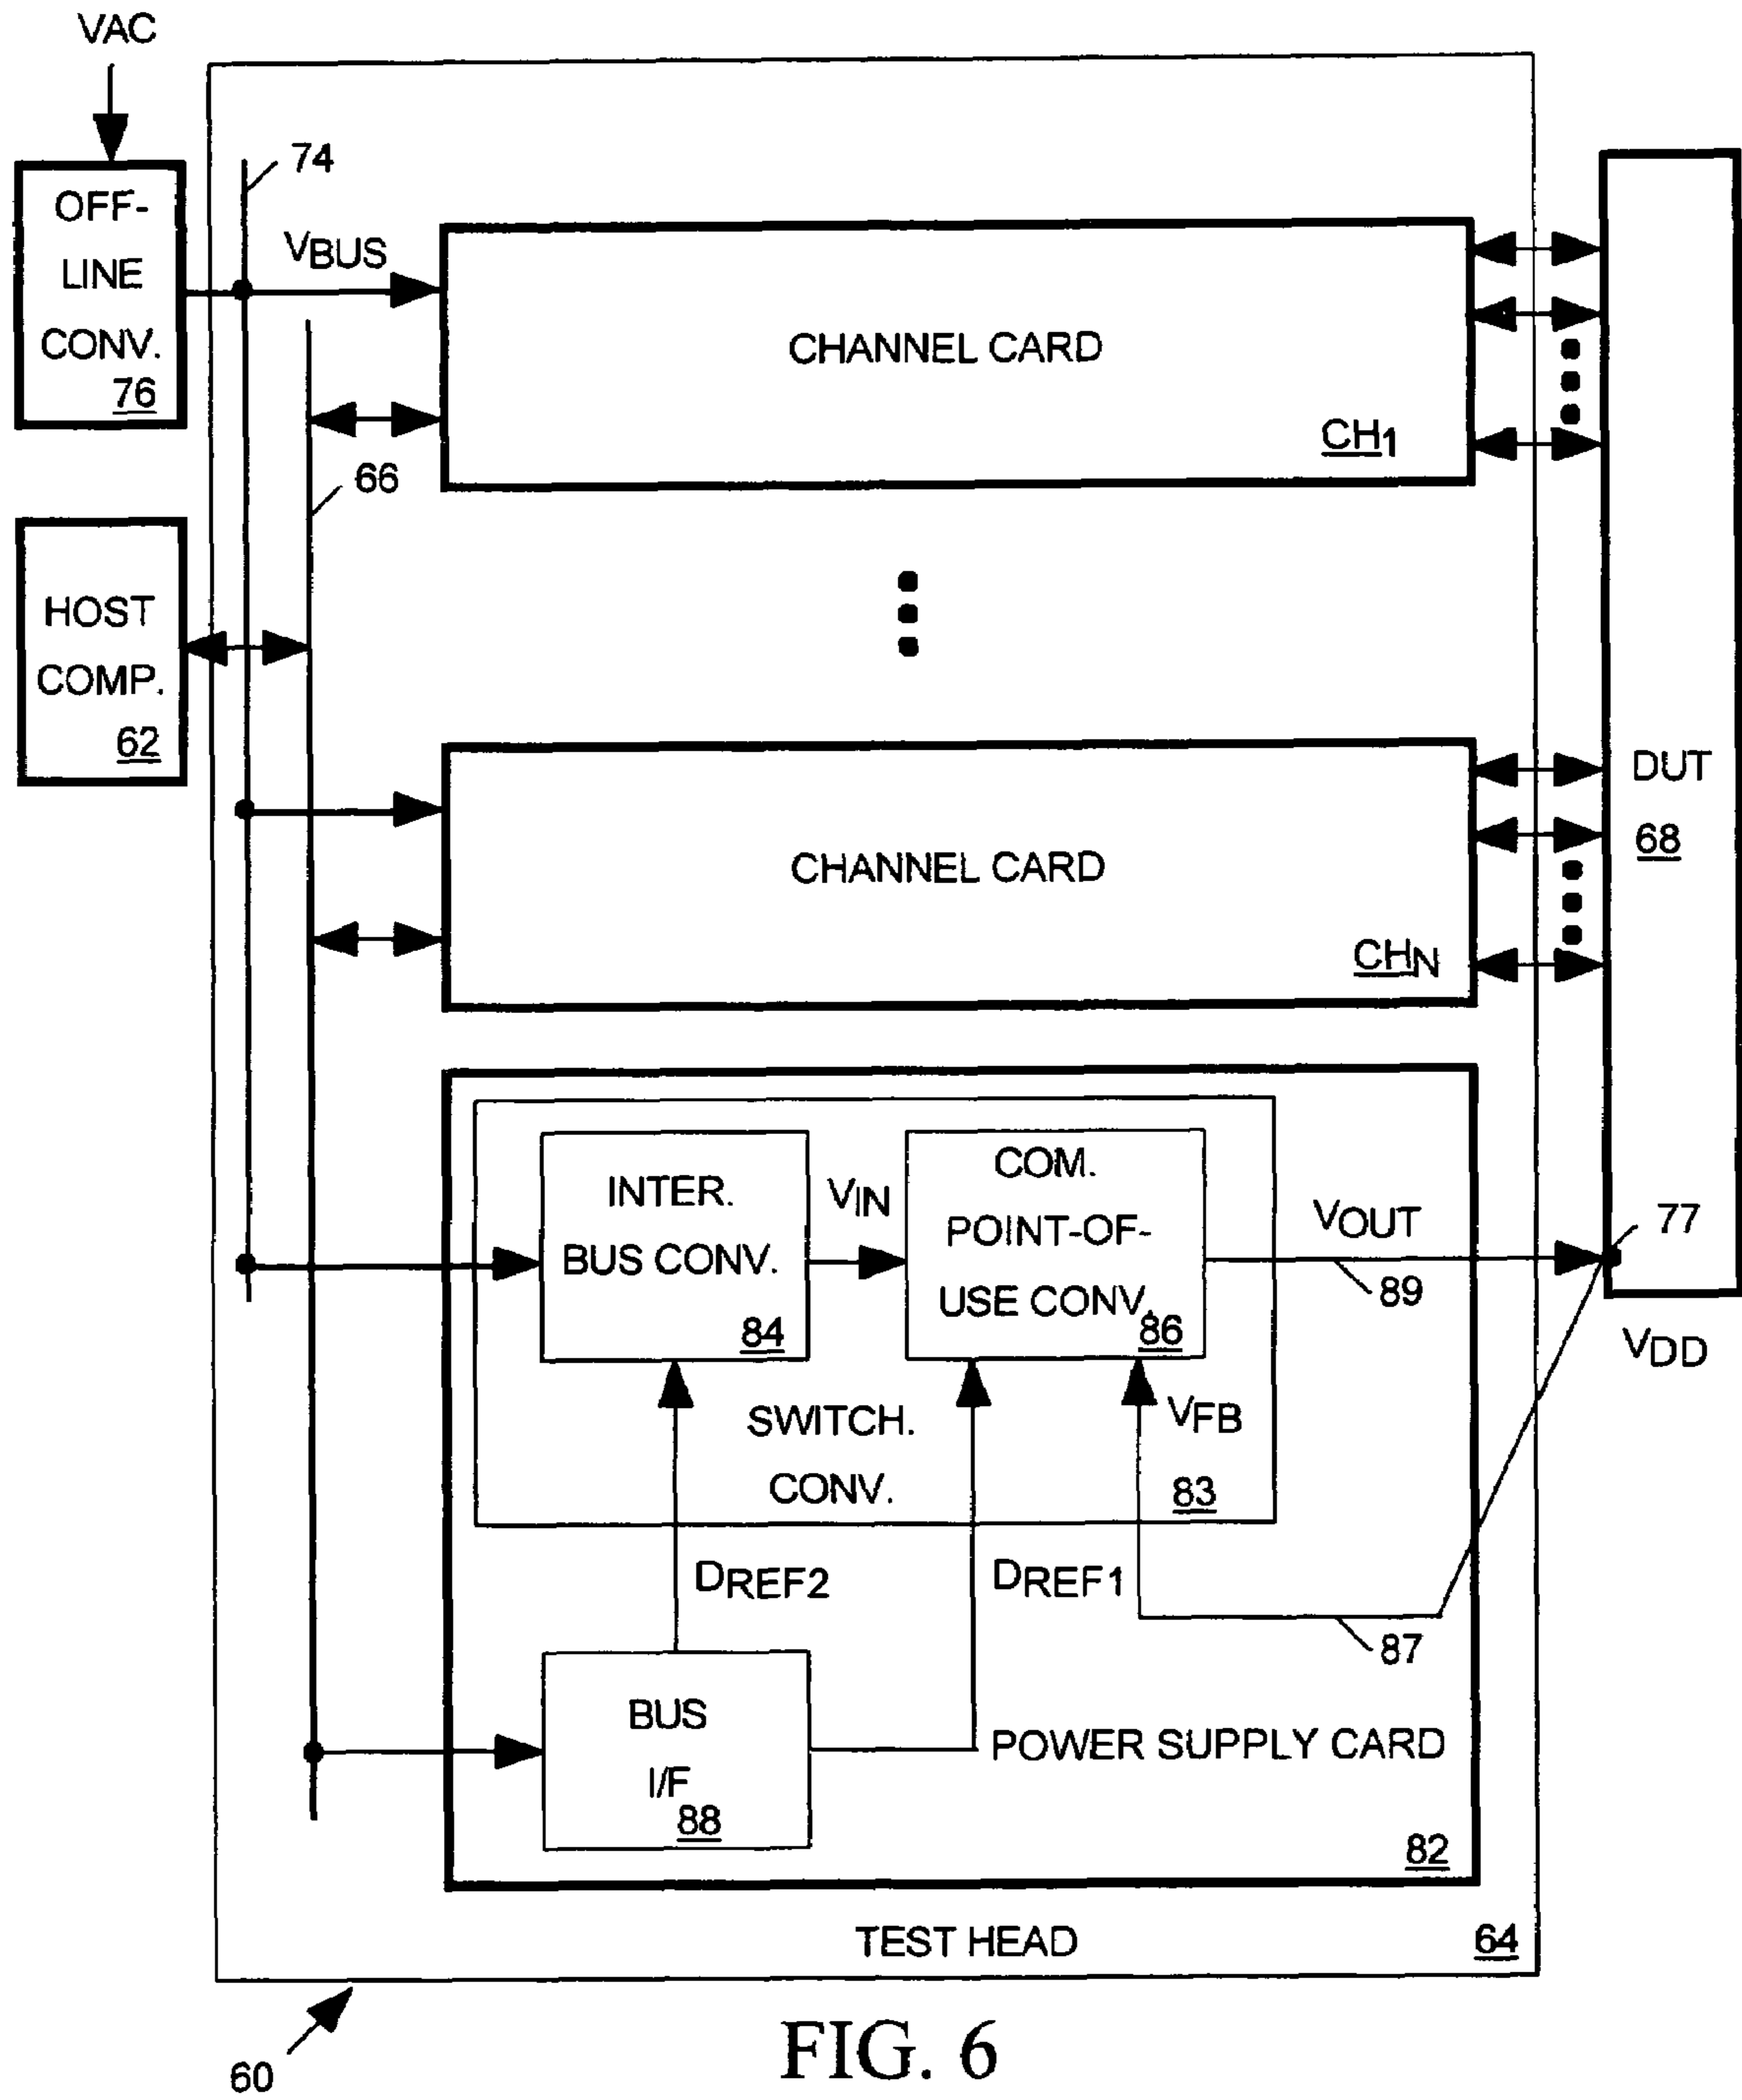 VAC
OFF-
LINE
CONV.
76
74
VBUS
CHANNEL CARD
CH1
66
HOST
COMP.
62
CHANNEL CARD
CHN
DUT
68
INTER.
BUS CONV.
84
VIN
COM.
POINT-OF-
USE CONV.
86
VOUT
89
77
VDD
SWITCH.
CONV.
83
VFB
DREF2
DREF1
87
BUS
I/F
88
POWER SUPPLY CARD
82
TEST HEAD
64
60
FIG. 6